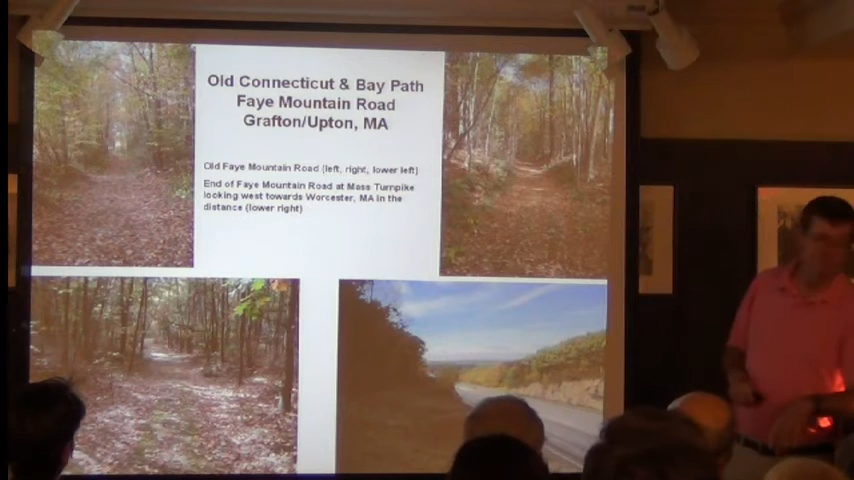 Old Connecticut & Bay Path
Faye Mountain Road
Grafton/Upton, MA
Old Faye Mountain Road (left, right, lower left)
End of Faye Mountain Road at Mass Turnpike
looking west towards Worcester, MA in the
distance (lower right)